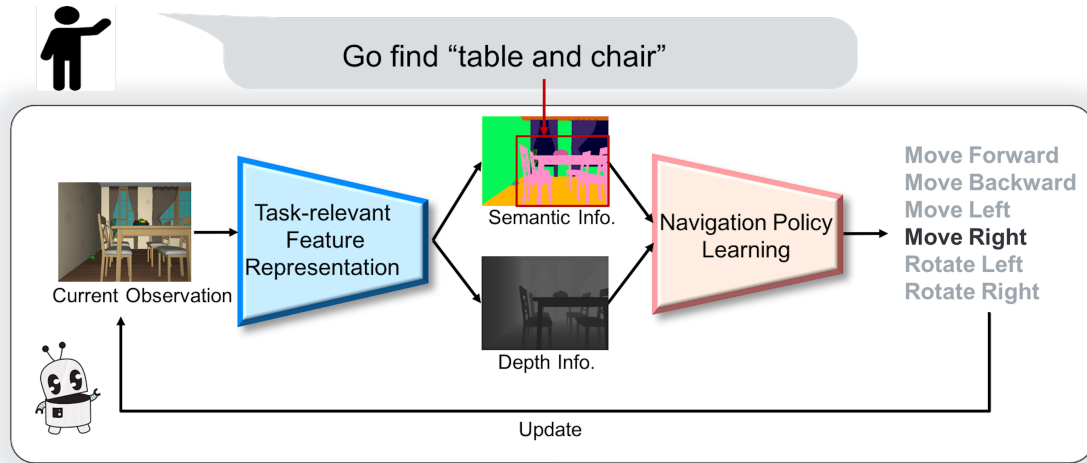 Go find “table and chair”
Current Observation
Task-relevant
Feature
Representation
Semantic Info.
Depth Info.
Navigation Policy
Learning
Move Forward
Move Backward
Move Left
Move Right
Rotate Left
Rotate Right
Update